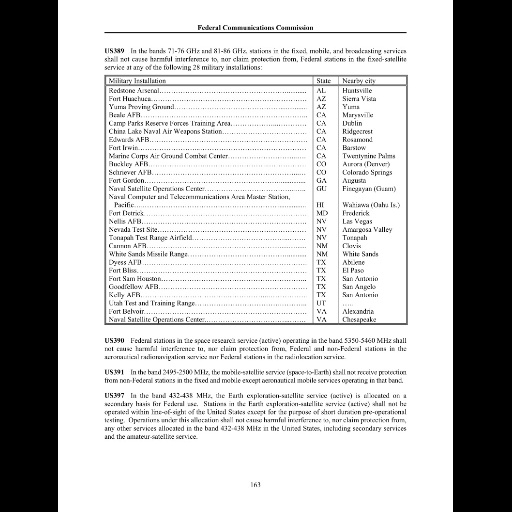 Federal Communications Commission
US389 In the bands 71-76 GHz and 81-86 GHz, stations in the fixed, mobile, and broadcasting services
shall not cause harmful interference to, nor claim protection from, Federal stations in the fixed-satellite
service at any of the following 28 military installations:
Military Installation State Nearby city
Redstone Arsenal AL Huntsville
Fort Huachuca AZ Sierra Vista
Yuma Proving Ground AZ Yuma
Beale AFB CA Marysville
Camp Parks Reserve Forces Training Area CA Dublin
China Lake Naval Air Weapons Station CA Ridgecrest
Edwards AFB CA Rosamond
Fort Irwin CA Barstow
Marine Corps Air Ground Combat Center CA Twentynine Palms
Buckley AFB CO Aurora (Denver)
Schriever AFB CO Colorado Springs
Fort Gordon GA Augusta
Naval Satellite Operations Center GU Finegayan (Guam)
Naval Computer and Telecommunications Area Master Station,
Pacific HI Wahiawa (Oahu Is.)
Fort Detrick MD Frederick
Nellis AFB NV Las Vegas
Nevada Test Site NV Amargosa Valley
Tonapah Test Range Airfield NV Tonapah
Cannon AFB NM Clovis
White Sands Missile Range NM White Sands
Dyess AFB TX Abilene
Fort Bliss TX El Paso
Fort Sam Houston TX San Antonio
Goodfellow AFB TX San Angelo
Kelly AFB TX San Antonio
Utah Test and Training Range UT
Fort Belvoir VA Alexandria
Naval Satellite Operations Center VA Chesapeake
US390 Federal stations in the space research service (active) operating in the band 5350-5460 MHz shall
not cause harmful interference to, nor claim protection from, Federal and non-Federal stations in the
aeronautical radionavigation service nor Federal stations in the radiolocation service.
US391 In the band 2495-2500 MHz, the mobile-satellite service (space-to-Earth) shall not receive protection
from non-Federal stations in the fixed and mobile except aeronautical mobile services operating in that band.
US397 In the band 432-438 MHz, the Earth exploration-satellite service (active) is allocated on a
secondary basis for Federal use. Stations in the Earth exploration-satellite service (active) shall not be
operated within line-of-sight of the United States except for the purpose of short duration pre-operational
testing. Operations under this allocation shall not cause harmful interference to, nor claim protection from,
any other services allocated in the band 432-438 MHz in the United States, including secondary services
and the amateur-satellite service.
163